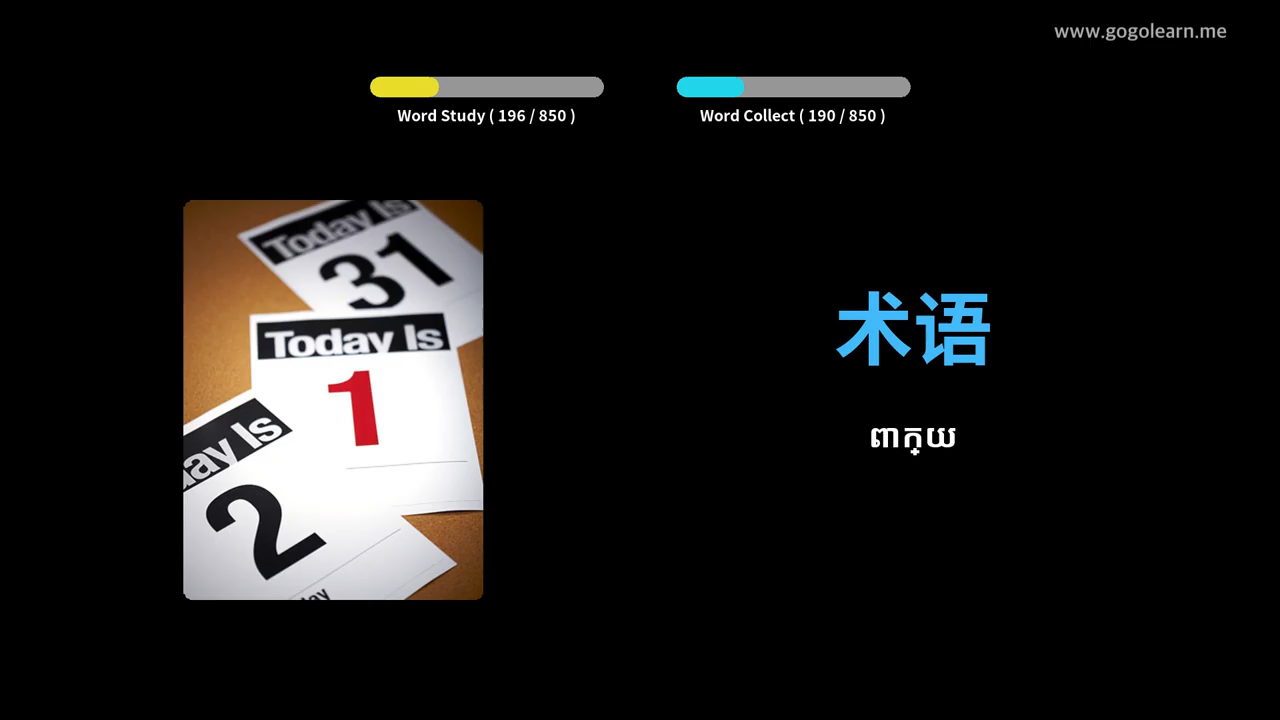 www.gogolearn.me
Word Study ( 196 / 850 )
Word Collect ( 190 / 850 )
Today Is
31
Today Is
1
ay Is
2
ay
术语
ពាក្យ